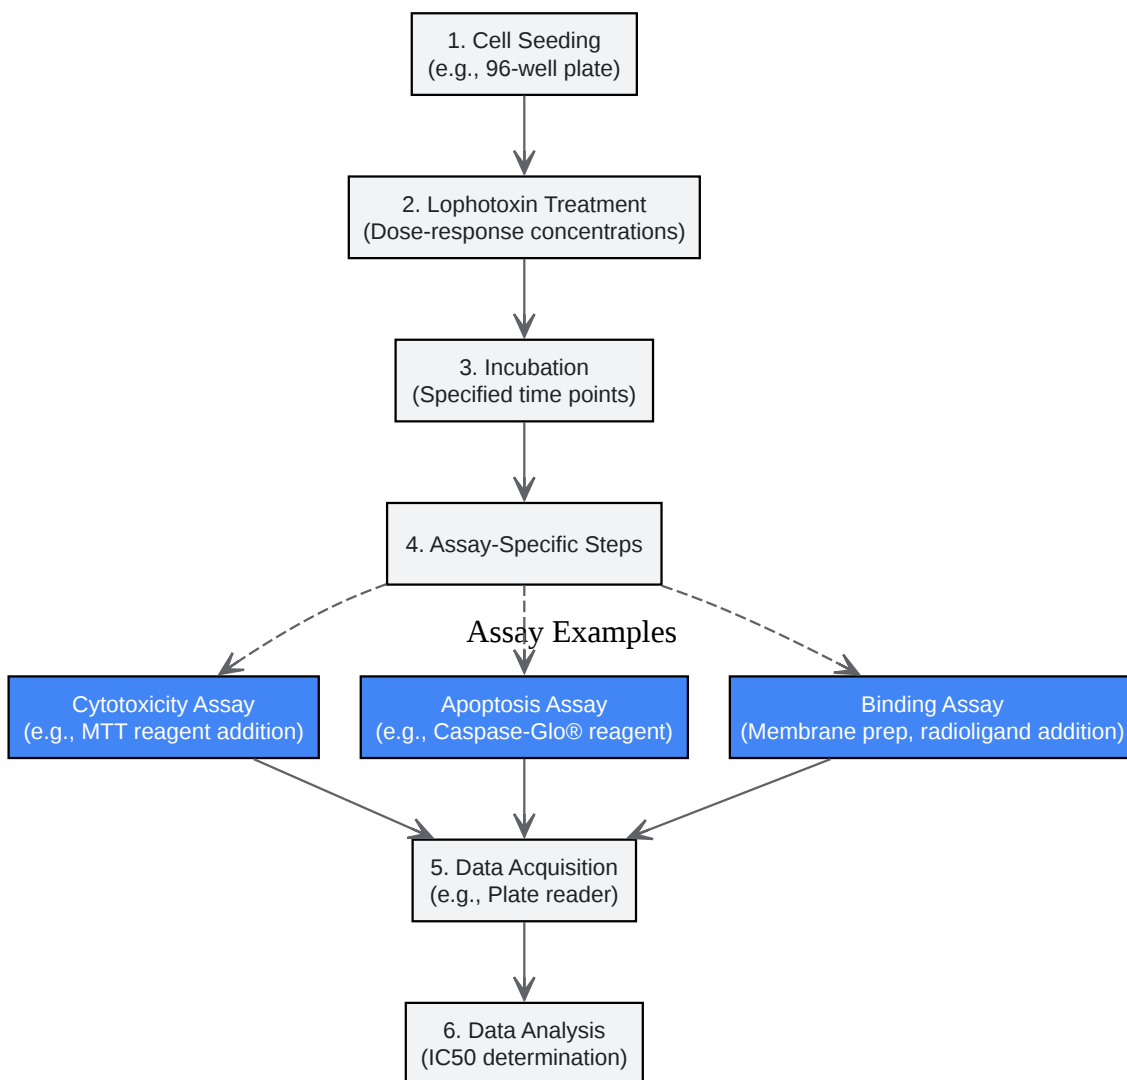 1. Cell Seeding
(e.g., 96-well plate)
2. Lophotoxin Treatment
(Dose-response concentrations)
3. Incubation
(Specified time points)
4. Assay-Specific Steps
Assay Examples
Cytotoxicity Assay
(e.g., MTT reagent addition)
Apoptosis Assay
(e.g., Caspase-Glo® reagent)
Binding Assay
(Membrane prep, radioligand addition)
5. Data Acquisition
(e.g., Plate reader)
6. Data Analysis
(IC50 determination)